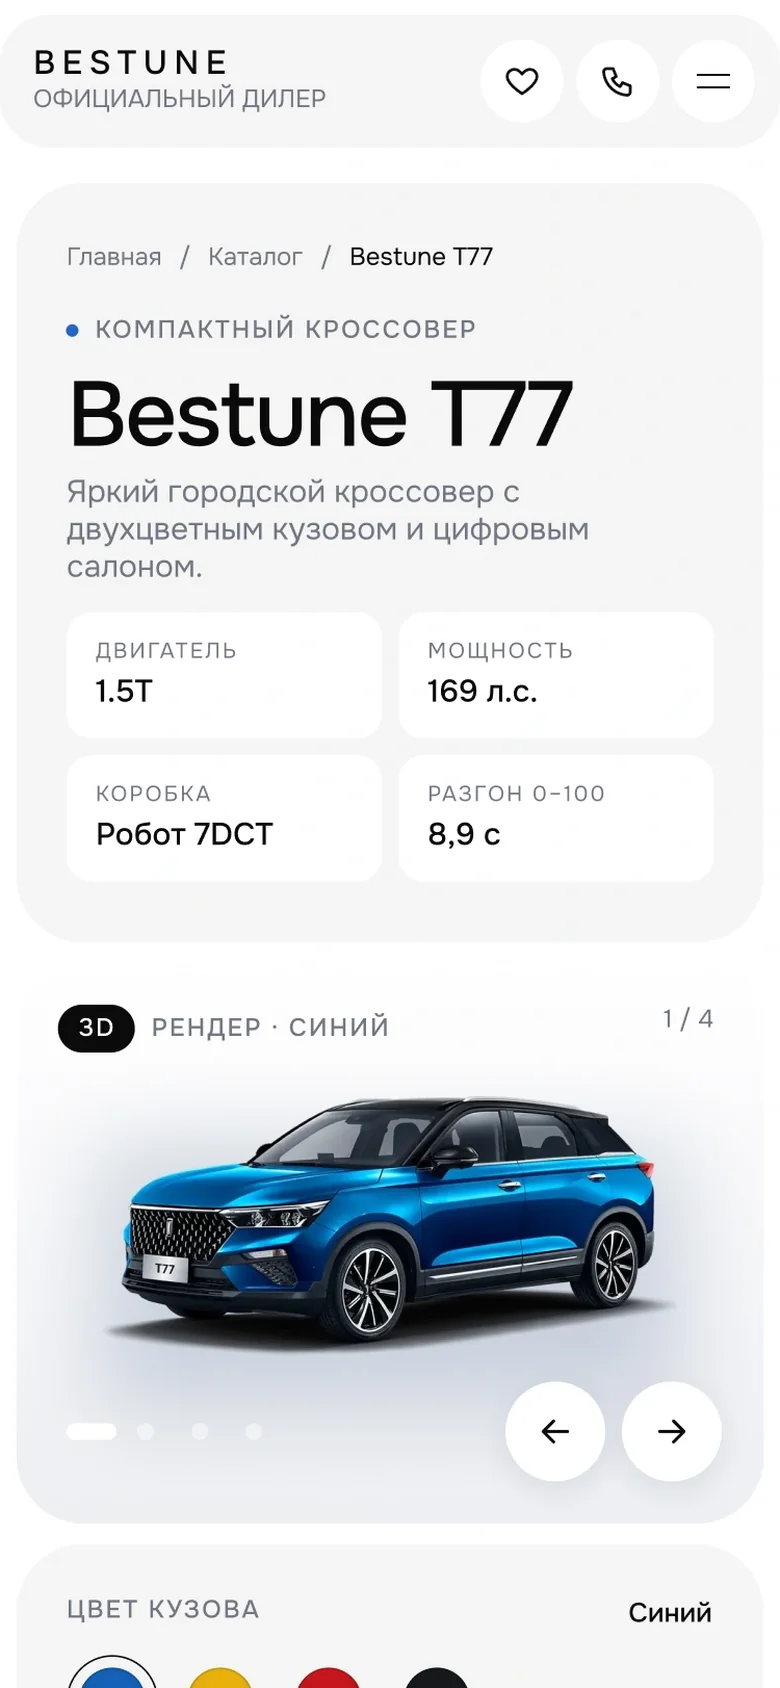 BESTUNE
ОФИЦИАЛЬНЫЙ ДИЛЕР
Главная / Каталог / Bestune T77
КОМПАКТНЫЙ КРОССОВЕР
Bestune T77
Яркий городской кроссовер с
двухцветным кузовом и цифровым
салоном.
ДВИГАТЕЛЬ
1.5T
МОЩНОСТЬ
169 л.с.
КОРОБКА
Робот 7DCT
РАЗГОН 0–100
8,9 с
3D РЕНДЕР · СИНИЙ
1 / 4
T77
ЦВЕТ КУЗОВА
Синий